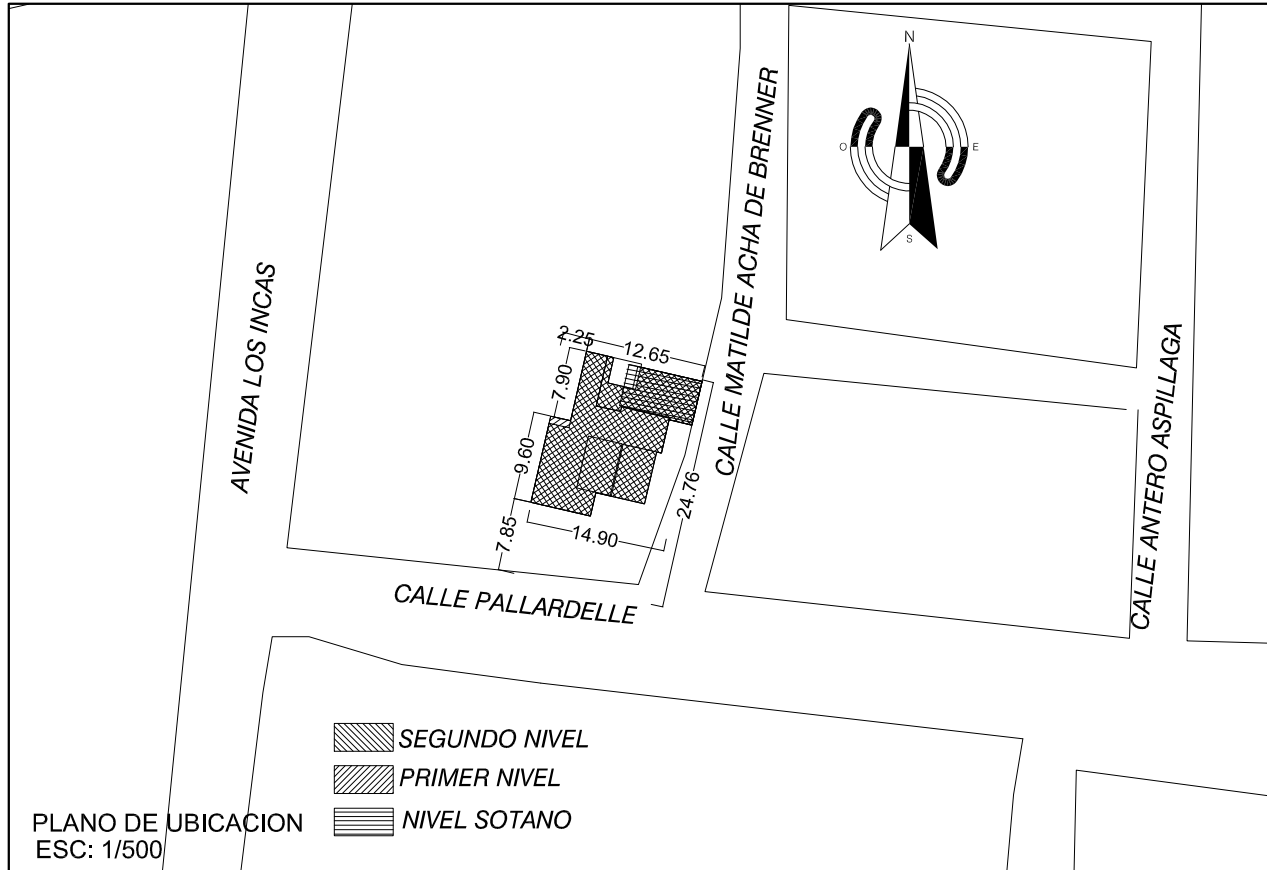 N
O
E
S
AVENIDA LOS INCAS
CALLE MATILDE ACHA DE BRENNER
CALLE ANTERO ASPILLAGA
2.25
12.65
7.90
9.60
24.76
7.85
14.90
CALLE PALLARDELLE
SEGUNDO NIVEL
PRIMER NIVEL
NIVEL SOTANO
PLANO DE UBICACION
ESC: 1/500